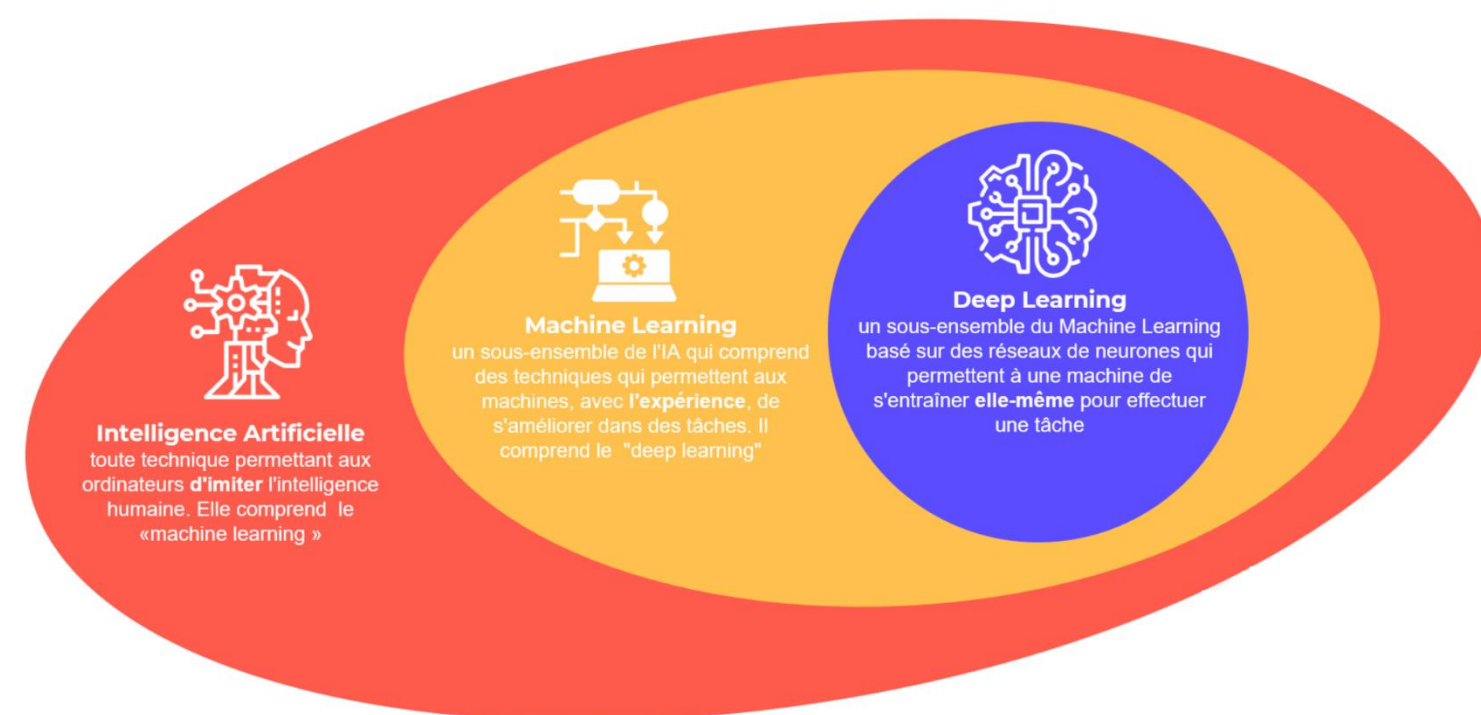 Intelligence Artificielle
toute technique permettant aux
ordinateurs d'imiter l'intelligence
humaine. Elle comprend le
«machine learning »
Machine Learning
un sous-ensemble de l'IA qui comprend
des techniques qui permettent aux
machines, avec l'expérience, de
s'améliorer dans des tâches. Il
comprend le "deep learning"
Deep Learning
un sous-ensemble du Machine Learning
basé sur des réseaux de neurones qui
permettent à une machine de
s'entraîner elle-même pour effectuer
une tâche